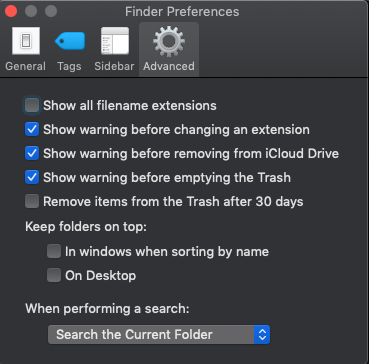 Finder Preferences
General Tags Sidebar Advanced
Show all filename extensions
Show warning before changing an extension
Show warning before removing from iCloud Drive
Show warning before emptying the Trash
Remove items from the Trash after 30 days
Keep folders on top:
In windows when sorting by name
On Desktop
When performing a search:
Search the Current Folder